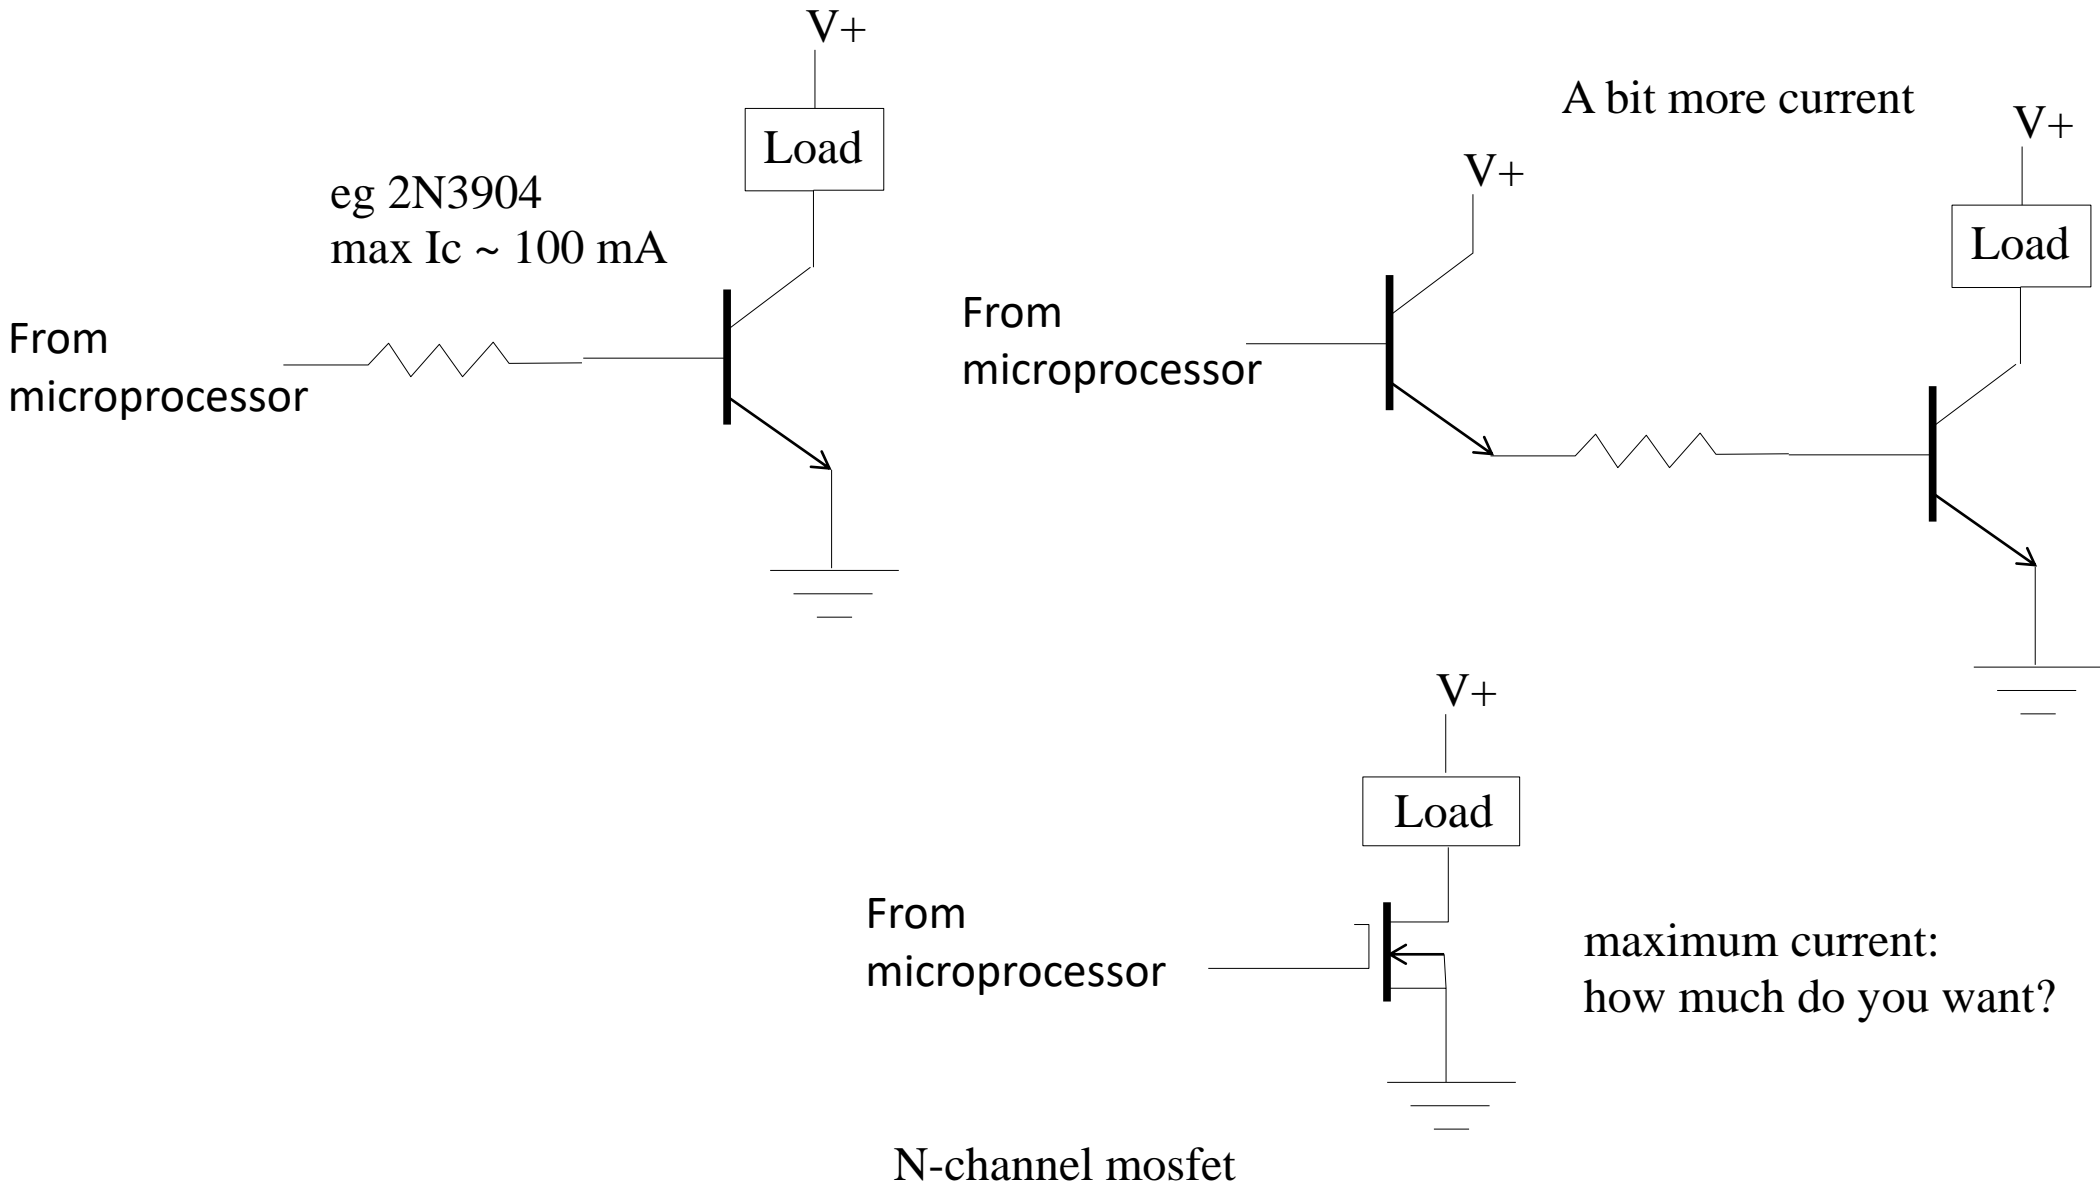 V+
Load
eg 2N3904
max Ic ~ 100 mA
From
microprocessor
A bit more current
V+
V+
Load
From
microprocessor
V+
Load
From
microprocessor
maximum current:
how much do you want?
N-channel mosfet